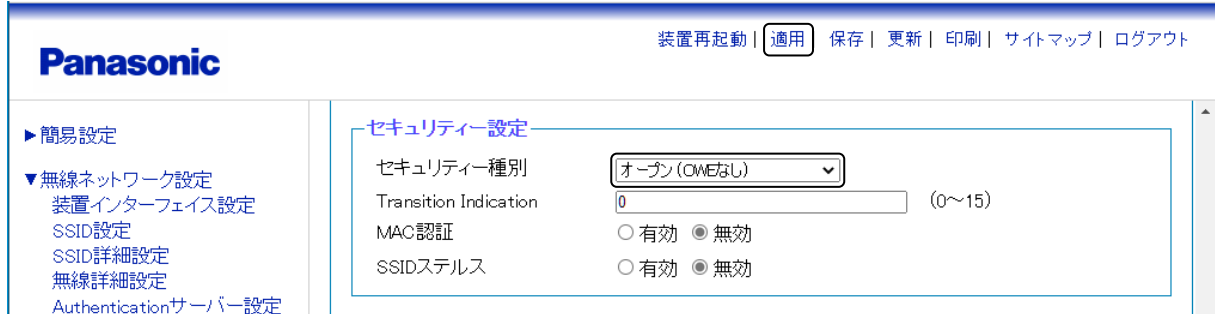 装置再起動 | 適用 保存 | 更新 | 印刷 | サイトマップ | ログアウト
Panasonic
▶簡易設定
▼無線ネットワーク設定
装置インターフェイス設定
SSID設定
SSID詳細設定
無線詳細設定
Authenticationサーバー設定
セキュリティー設定
セキュリティー種別 オープン(OWEなし)
Transition Indication 0 (0～15)
MAC認証 有効 無効
SSIDステルス 有効 無効